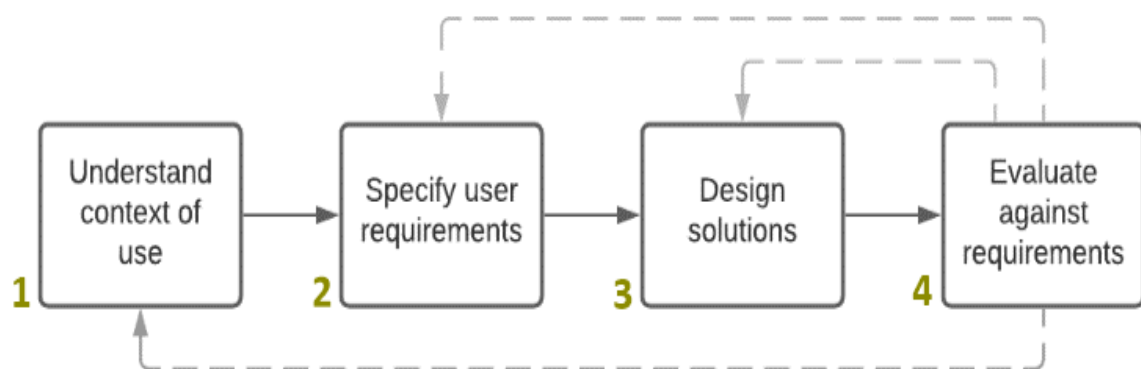 Understand
context of
use
1
Specify user
requirements
2
Design
solutions
3
Evaluate
against
requirements
4